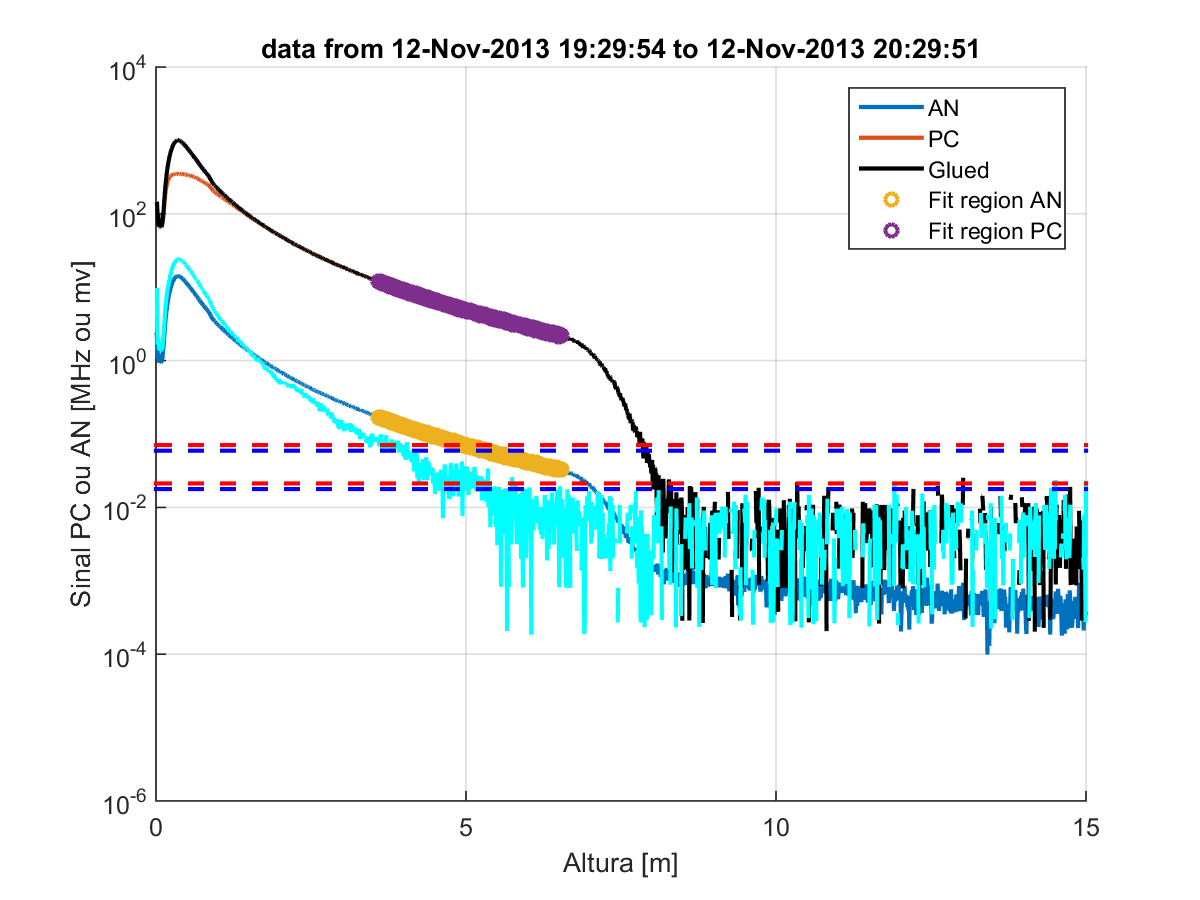 data from 12-Nov-2013 19:29:54 to 12-Nov-2013 20:29:51
10^4
10^2
10^0
10^-2
10^-4
10^-6
Sinal PC ou AN [MHz ou mv]
AN
PC
Glued
Fit region AN
Fit region PC
0 5 10 15
Altura [m]